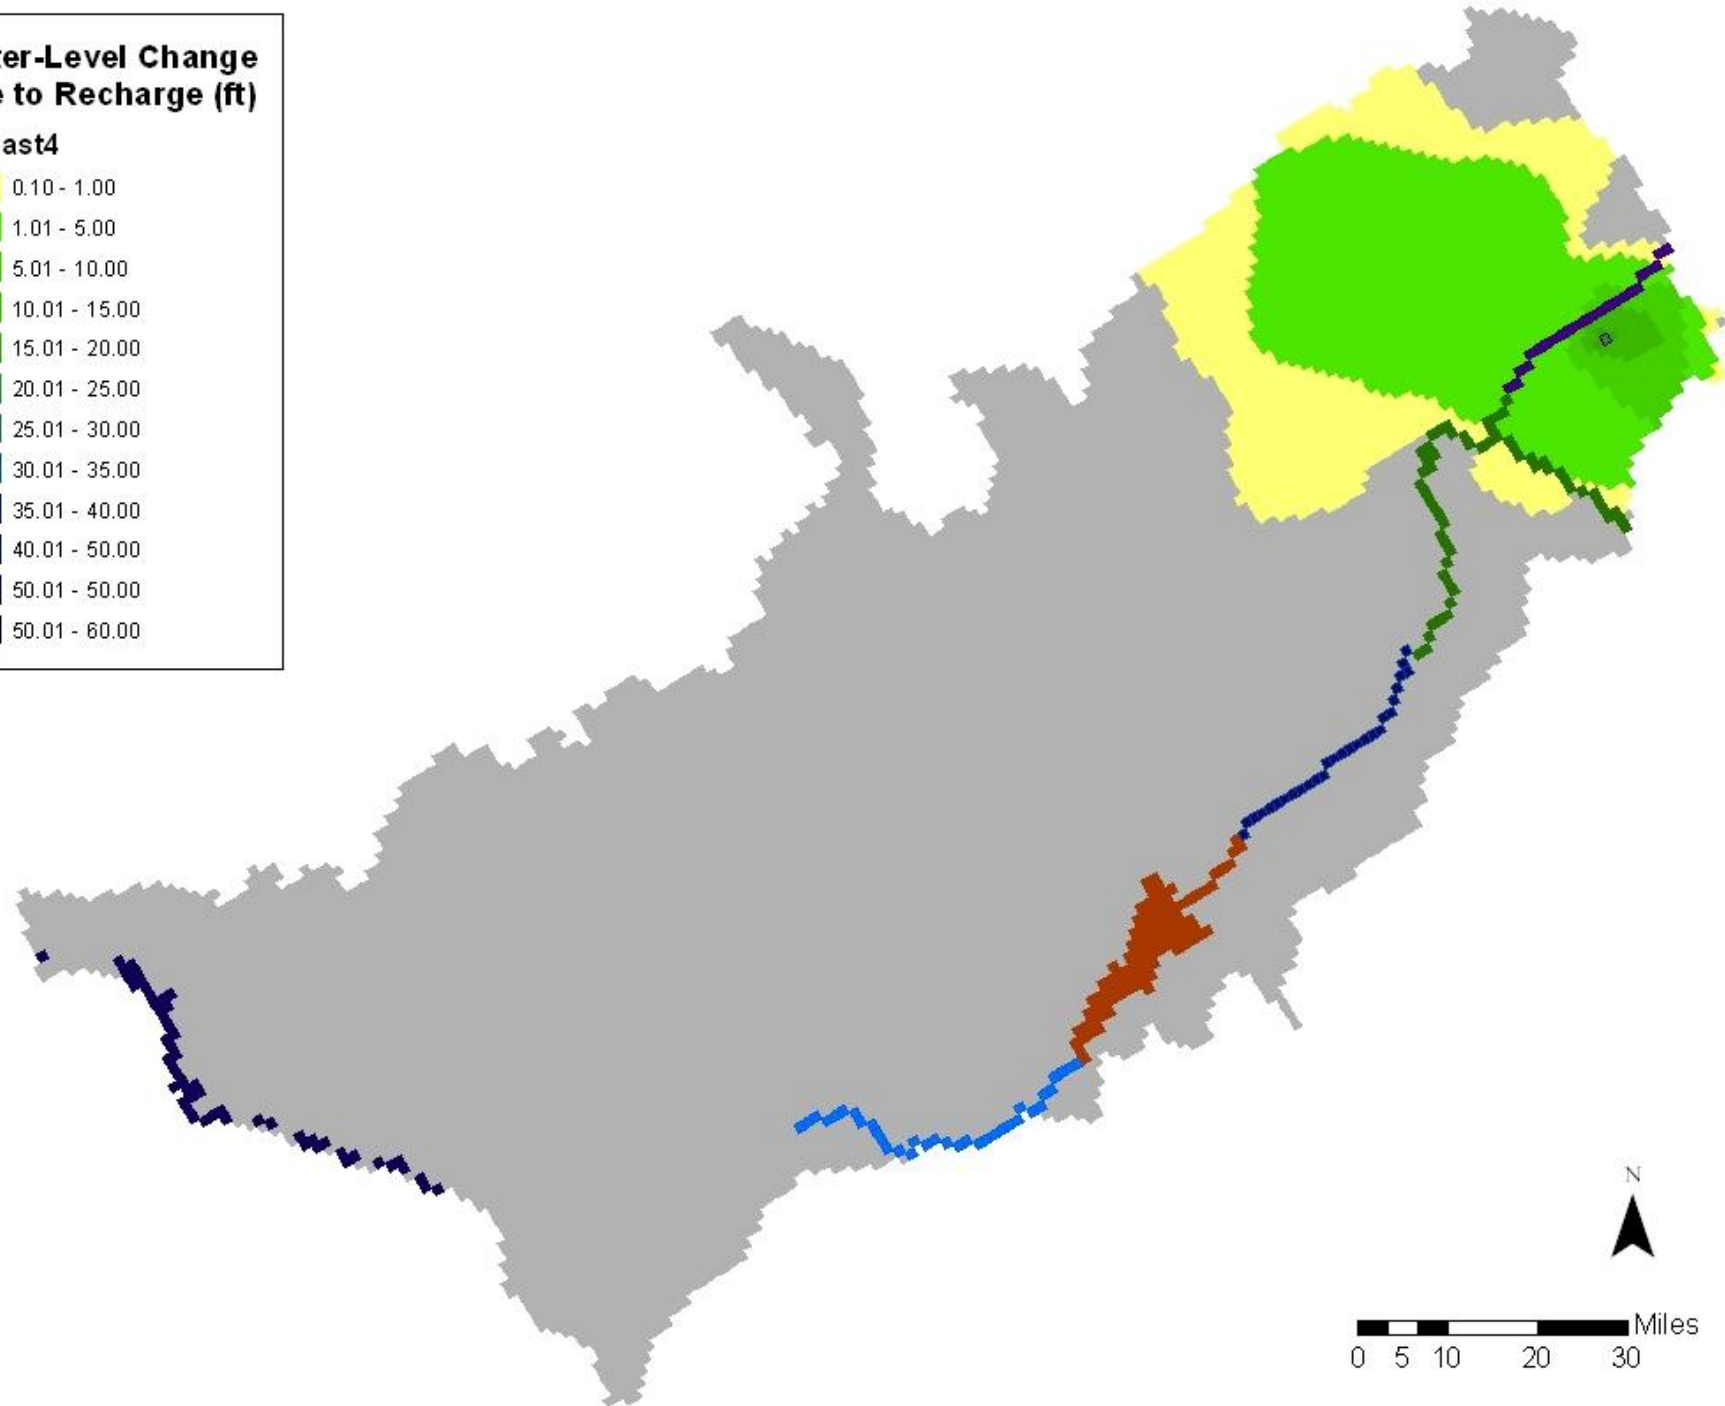 ter-Level Change
e to Recharge (ft)
ast4
0.10 - 1.00
1.01 - 5.00
5.01 - 10.00
10.01 - 15.00
15.01 - 20.00
20.01 - 25.00
25.01 - 30.00
30.01 - 35.00
35.01 - 40.00
40.01 - 50.00
50.01 - 50.00
50.01 - 60.00
N
Miles
0 5 10 20 30